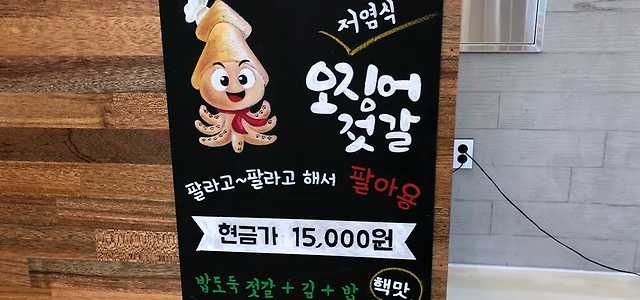 저염식
오징어
젓갈
팔라고~팔라고 해서 팔아용
현금가 15,000원
밥도둑 젓갈 + 김 + 밥 핵맛